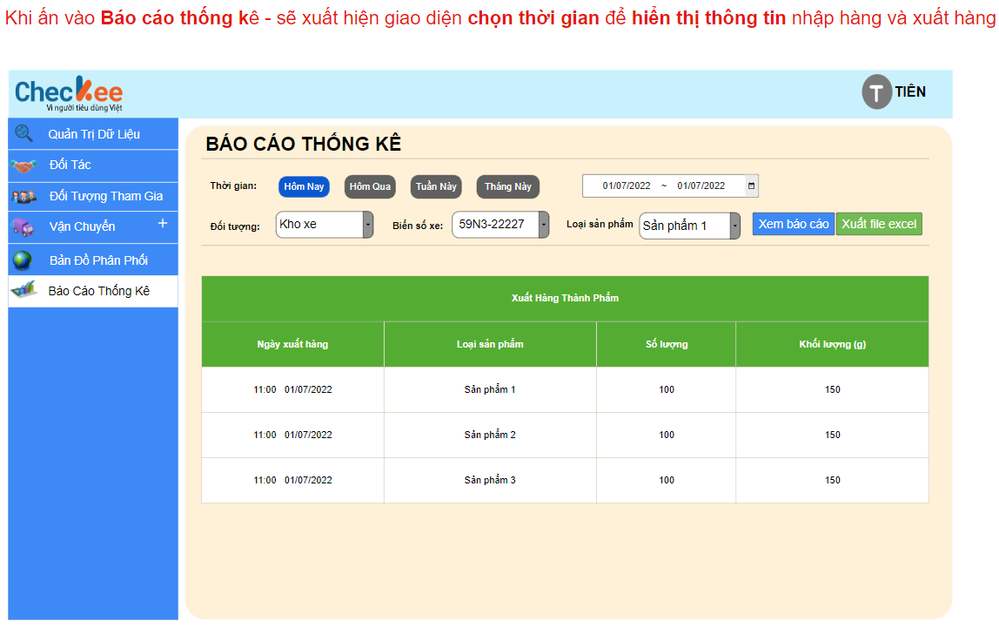 Khi ấn vào Báo cáo thống kê - sẽ xuất hiện giao diện chọn thời gian để hiển thị thông tin nhập hàng và xuất hàng
Checkee
Vì người tiêu dùng Việt
T TIÊN
Quản Trị Dữ Liệu
Đối Tác
Đối Tượng Tham Gia
Vận Chuyển +
Bản Đồ Phân Phối
Báo Cáo Thống Kê
BÁO CÁO THỐNG KÊ
Thời gian: Hôm Nay Hôm Qua Tuần Này Tháng Này 01/07/2022 ~ 01/07/2022
Đối tượng: Kho xe Biển số xe: 59N3-22227 Loại sản phẩm Sản phẩm 1 Xem báo cáo Xuất file excel
Xuất Hàng Thành Phẩm
Ngày xuất hàng Loại sản phẩm Số lượng Khối lượng (g)
11:00 01/07/2022 Sản phẩm 1 100 150
11:00 01/07/2022 Sản phẩm 2 100 150
11:00 01/07/2022 Sản phẩm 3 100 150